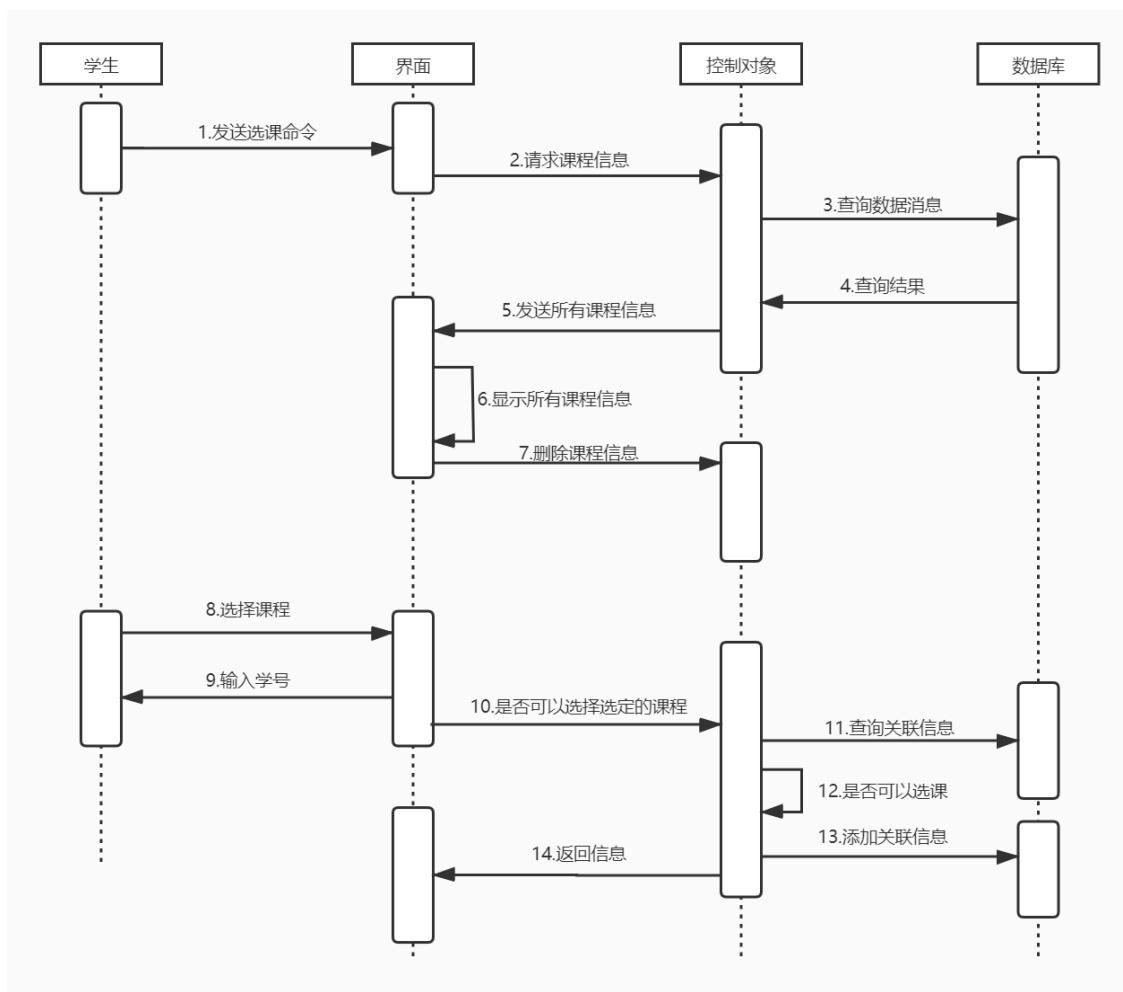 学生
界面
控制对象
数据库
1.发送选课命令
2.请求课程信息
3.查询数据消息
4.查询结果
5.发送所有课程信息
6.显示所有课程信息
7.删除课程信息
8.选择课程
9.输入学号
10.是否可以选择选定的课程
11.查询关联信息
12.是否可以选课
13.添加关联信息
14.返回信息